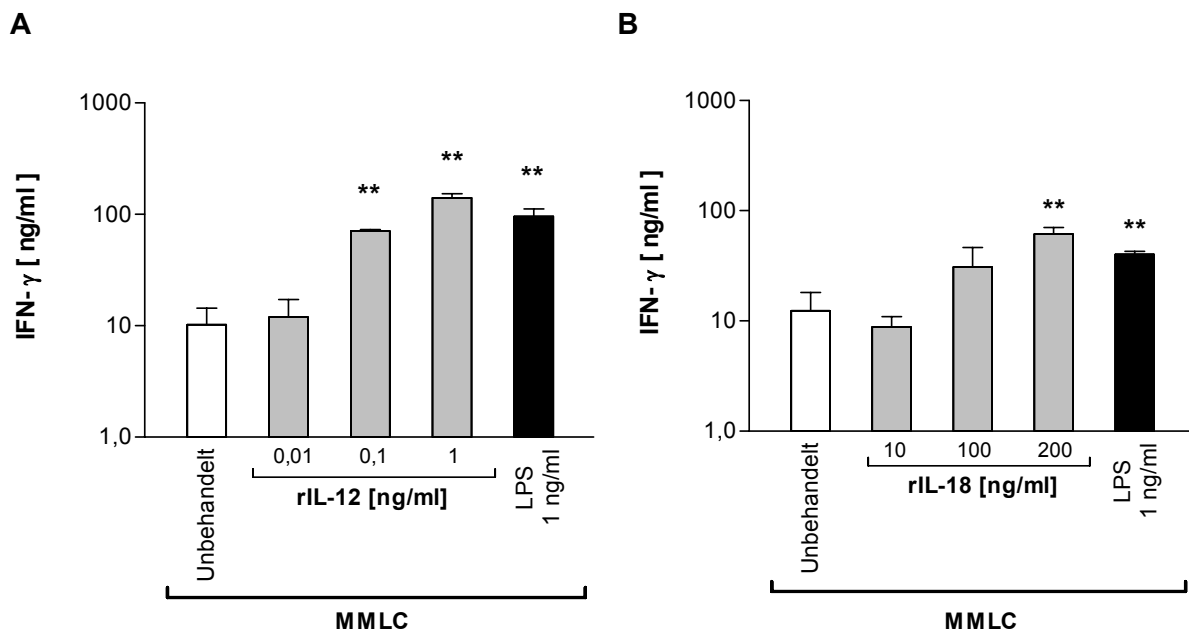 A
IFN- γ [ ng/ml ]
1000
100
10
1,0
**
**
**
Unbehandelt
0,01
0,1
1
rIL-12 [ng/ml]
LPS
1 ng/ml
MMLC
B
IFN- γ [ ng/ml ]
1000
100
10
1,0
**
**
Unbehandelt
10
100
200
rIL-18 [ng/ml]
LPS
1 ng/ml
MMLC